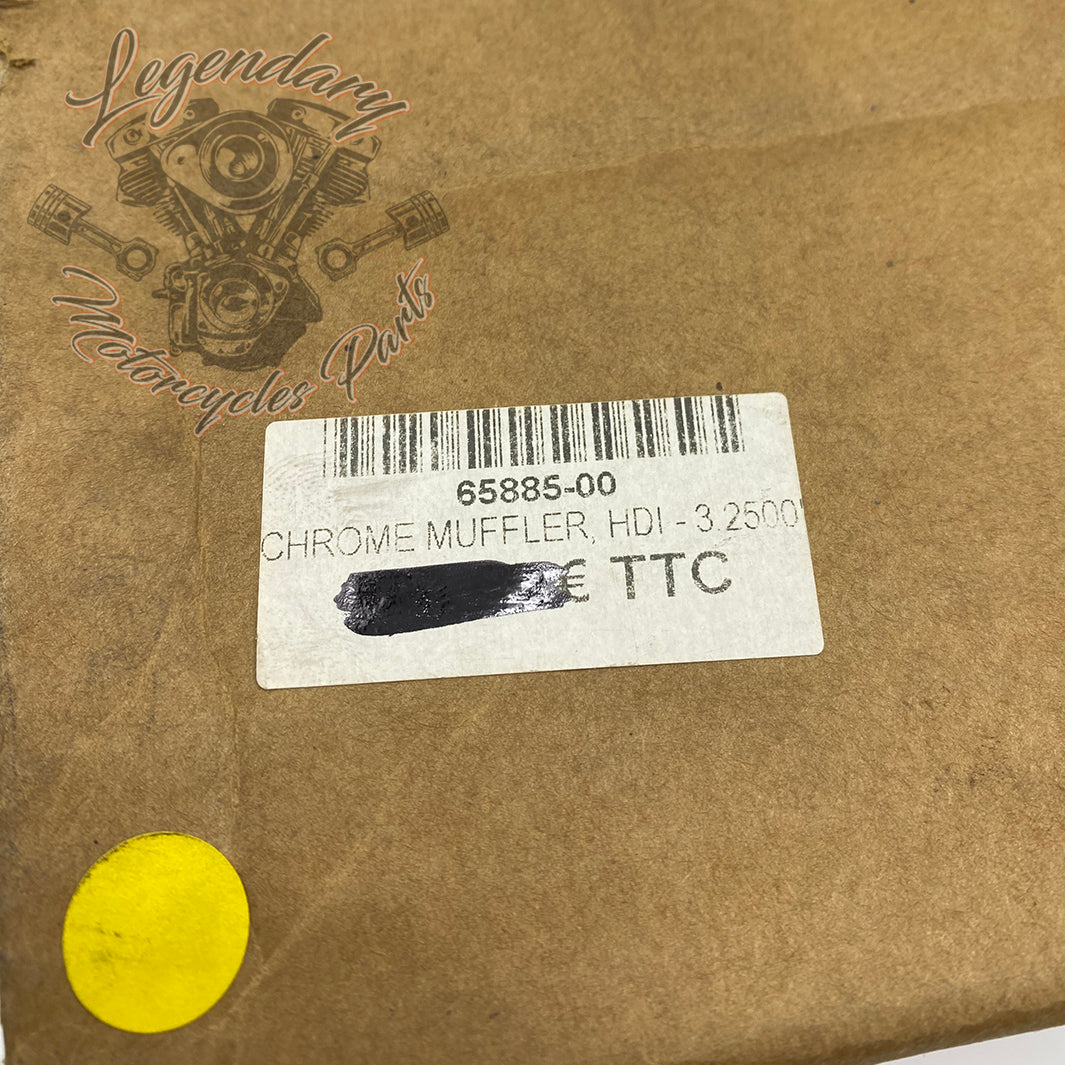 Legendary
Motorcycles Parts
65885-00
CHROME MUFFLER, HDI - 3.2500"
€ TTC